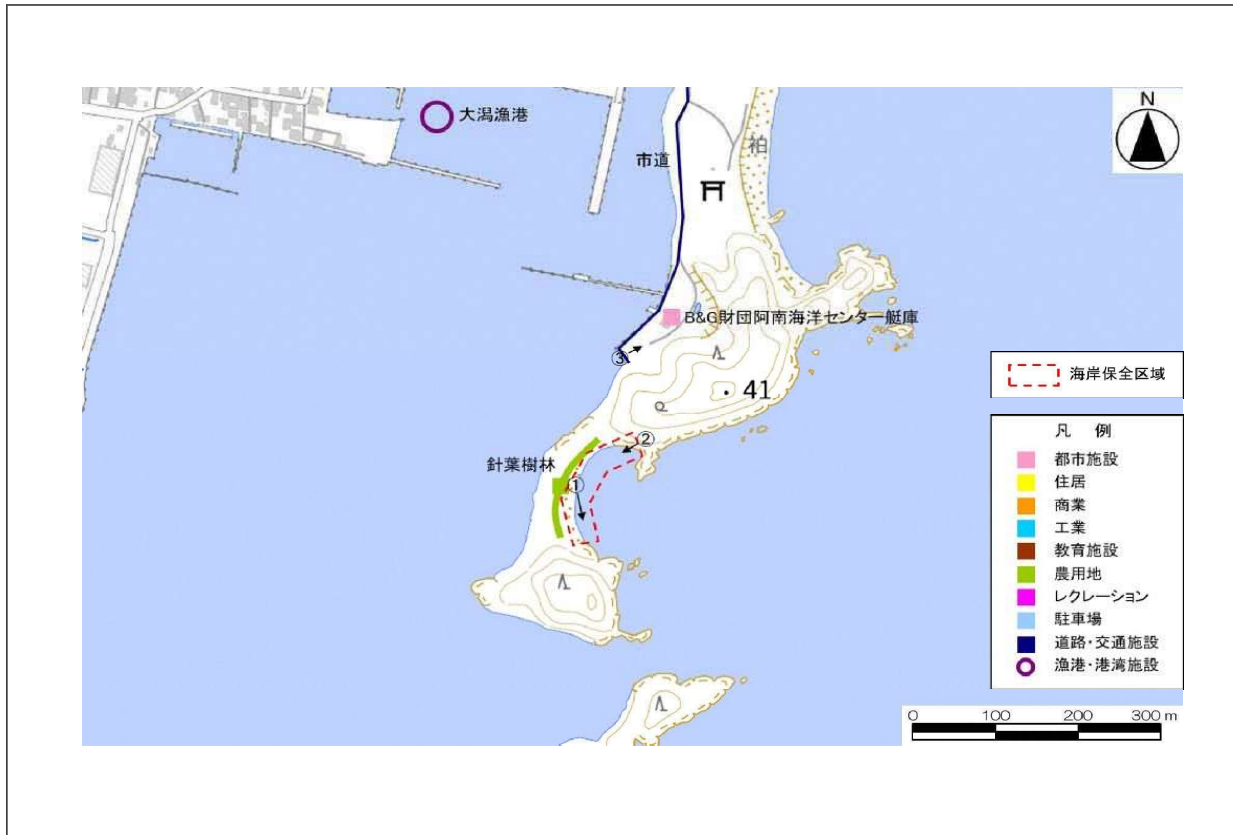 大潟漁港
市道
袙
N
B&G財団阿南海洋センター艇庫
③
41
②
針葉樹林
①
海岸保全区域
凡 例
都市施設
住居
商業
工業
教育施設
農用地
レクレーション
駐車場
道路・交通施設
漁港・港湾施設
0 100 200 300 m